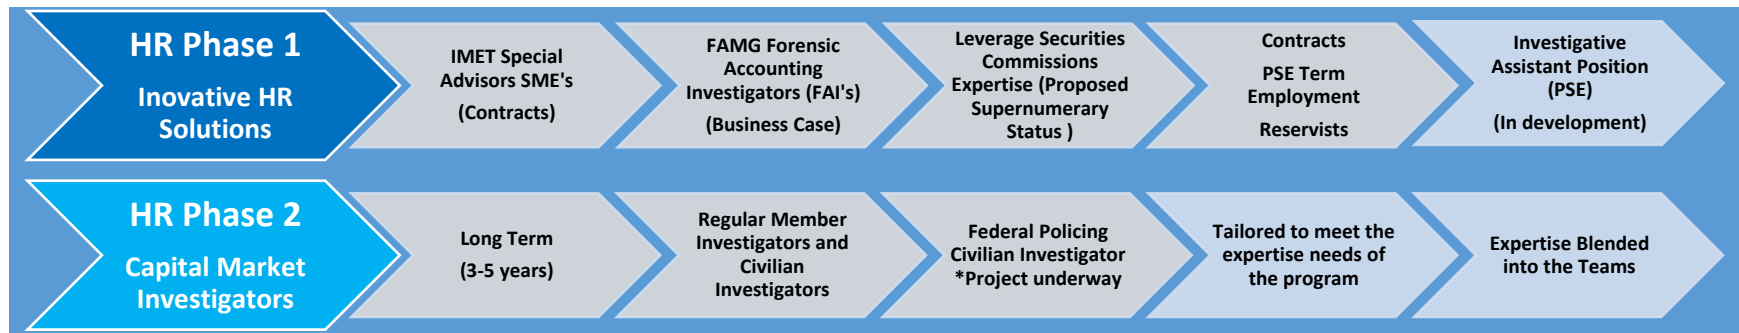 HR Phase 1
Inovative HR
Solutions
IMET Special
Advisors SME's
(Contracts)
FAMG Forensic
Accounting
Investigators (FAI's)
(Business Case)
Leverage Securities
Commissions
Expertise (Proposed
Supernumerary
Status )
Contracts
PSE Term
Employment
Reservists
Investigative
Assistant Position
(PSE)
(In development)
HR Phase 2
Capital Market
Investigators
Long Term
(3-5 years)
Regular Member
Investigators and
Civilian
Investigators
Federal Policing
Civilian Investigator
*Project underway
Tailored to meet the
expertise needs of
the program
Expertise Blended
into the Teams